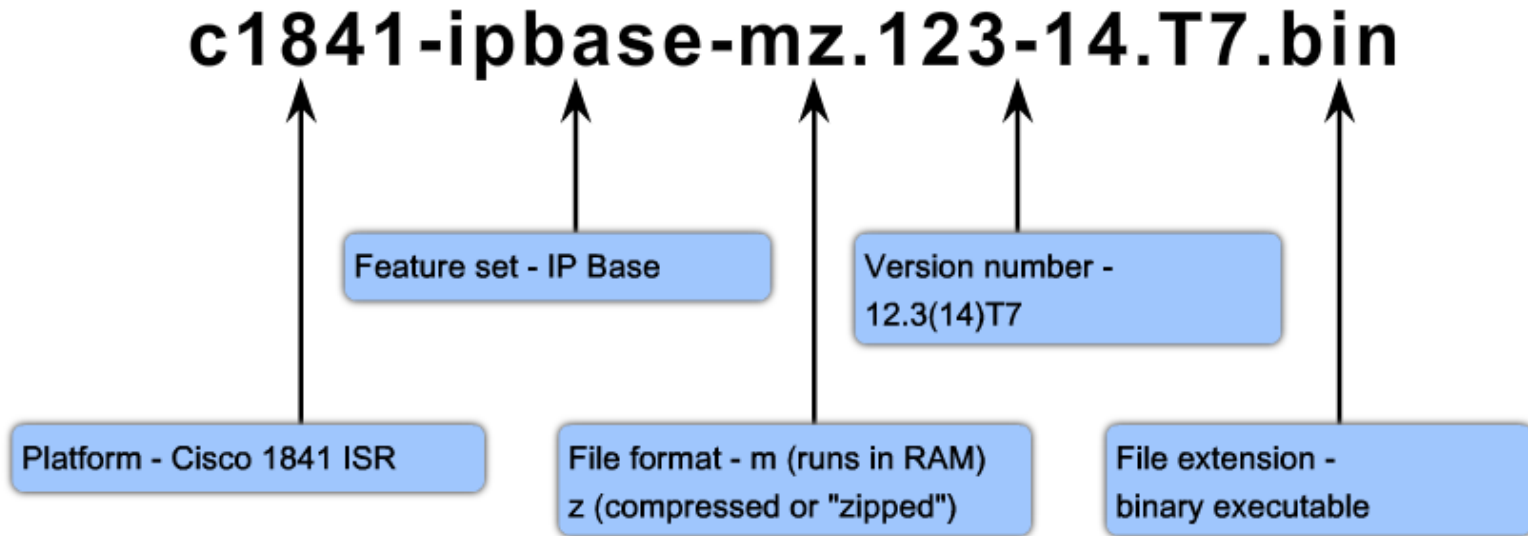 c1841-ipbase-mz.123-14.T7.bin
Feature set - IP Base
Version number -
12.3(14)T7
Platform - Cisco 1841 ISR
File format - m (runs in RAM)
z (compressed or "zipped")
File extension -
binary executable